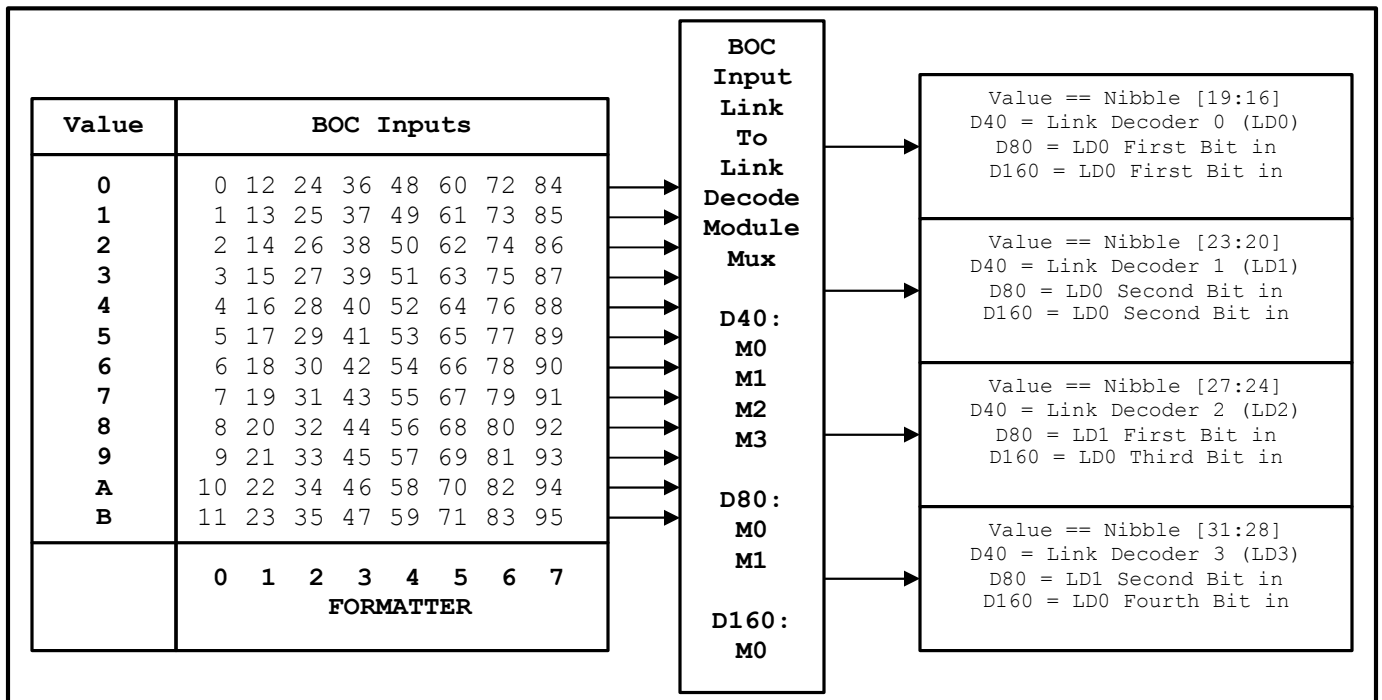 Value BOC Inputs
0 0 12 24 36 48 60 72 84
1 1 13 25 37 49 61 73 85
2 2 14 26 38 50 62 74 86
3 3 15 27 39 51 63 75 87
4 4 16 28 40 52 64 76 88
5 5 17 29 41 53 65 77 89
6 6 18 30 42 54 66 78 90
7 7 19 31 43 55 67 79 91
8 8 20 32 44 56 68 80 92
9 9 21 33 45 57 69 81 93
A 10 22 34 46 58 70 82 94
B 11 23 35 47 59 71 83 95
0 1 2 3 4 5 6 7
FORMATTER
BOC
Input
Link
To
Link
Decode
Module
Mux
D40:
M0
M1
M2
M3
D80:
M0
M1
D160:
M0
Value == Nibble [19:16]
D40 = Link Decoder 0 (LD0)
D80 = LD0 First Bit in
D160 = LD0 First Bit in
Value == Nibble [23:20]
D40 = Link Decoder 1 (LD1)
D80 = LD0 Second Bit in
D160 = LD0 Second Bit in
Value == Nibble [27:24]
D40 = Link Decoder 2 (LD2)
D80 = LD1 First Bit in
D160 = LD0 Third Bit in
Value == Nibble [31:28]
D40 = Link Decoder 3 (LD3)
D80 = LD1 Second Bit in
D160 = LD0 Fourth Bit in